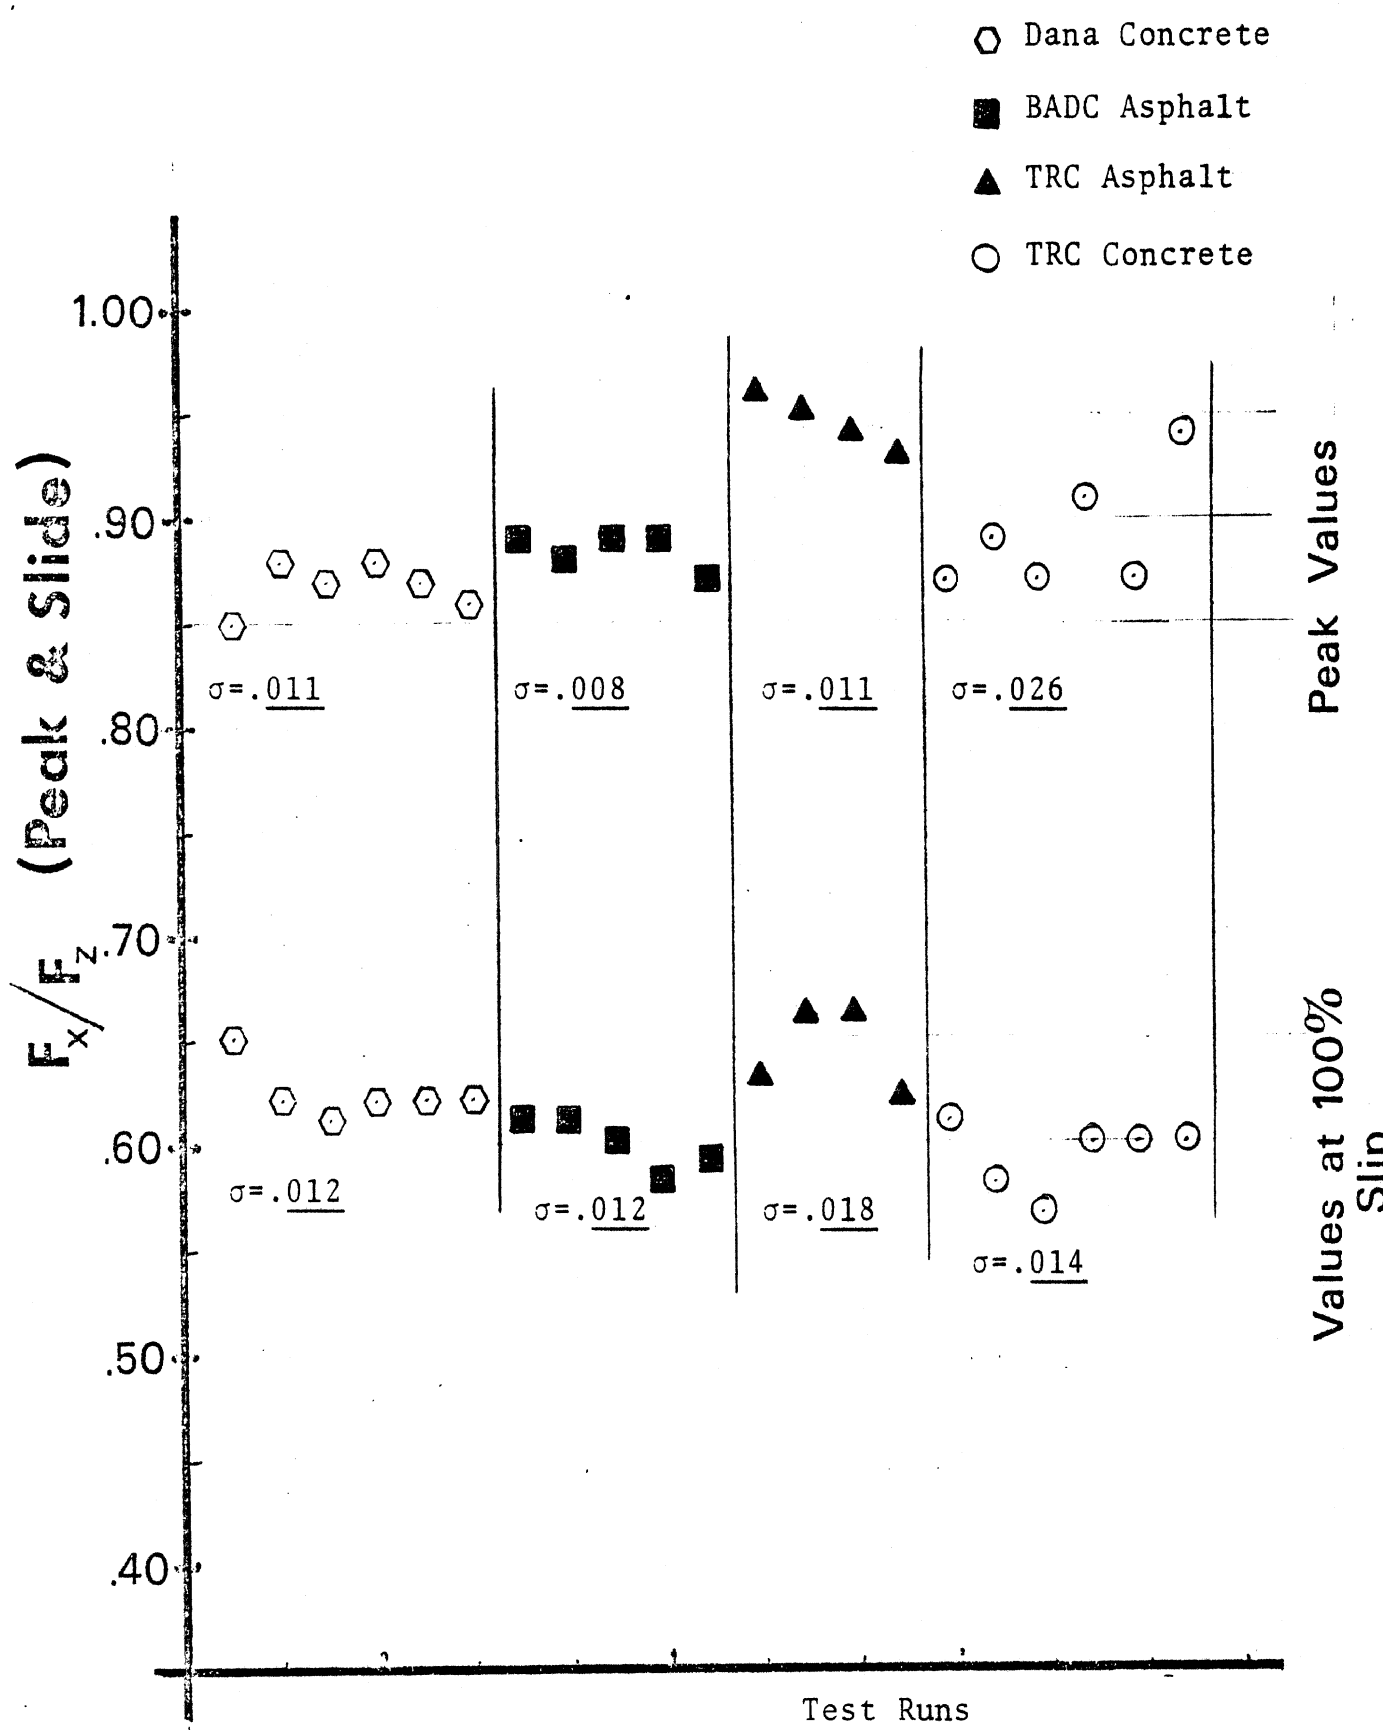 Dana Concrete
BADC Asphalt
TRC Asphalt
TRC Concrete
1.00
.90
.80
.70
.60
.50
.40
Fx/Fz (Peak & Slide)
σ=.011
σ=.008
σ=.011
σ=.026
σ=.012
σ=.012
σ=.018
σ=.014
Peak Values
Values at 100%
Slip
Test Runs